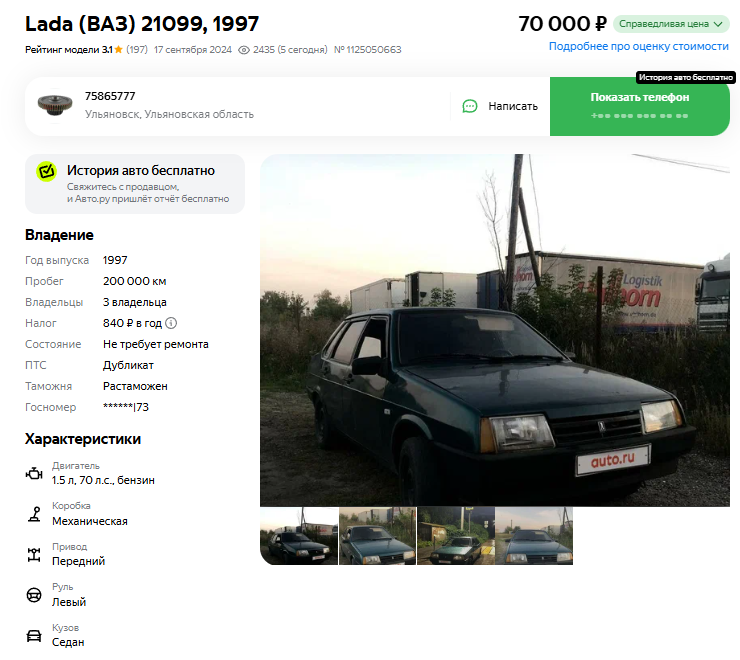 Lada (ВАЗ) 21099, 1997
70 000 ₽
Справедливая цена
Рейтинг модели 3.1 (197) 17 сентября 2024 2435 (5 сегодня) № 1125050663
Подробнее про оценку стоимости
История авто бесплатно
75865777
Ульяновск, Ульяновская область
Написать
Показать телефон
История авто бесплатно
Свяжитесь с продавцом,
и Авто.ру пришлёт отчёт бесплатно
Владение
Год выпуска 1997
Пробег 200 000 км
Владельцы 3 владельца
Налог 840 ₽ в год
Состояние Не требует ремонта
ПТС Дубликат
Таможня Растаможен
Госномер ******|73
Характеристики
Двигатель
1.5 л, 70 л.с., бензин
Коробка
Механическая
Привод
Передний
Руль
Левый
Кузов
Седан
Logistik
auto.ru